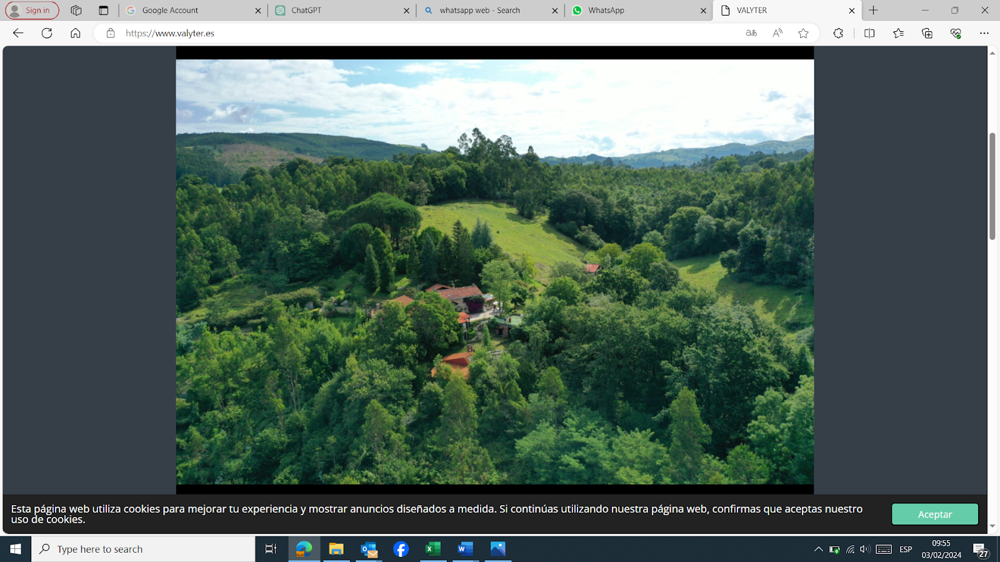 Sign in
Google Account
ChatGPT
whatsapp web - Search
WhatsApp
VALYTER
https://www.valyter.es
Esta página web utiliza cookies para mejorar tu experiencia y mostrar anuncios diseñados a medida. Si continúas utilizando nuestra página web, confirmas que aceptas nuestro
uso de cookies.
Aceptar
Type here to search
ESP
09:55
03/02/2024
27